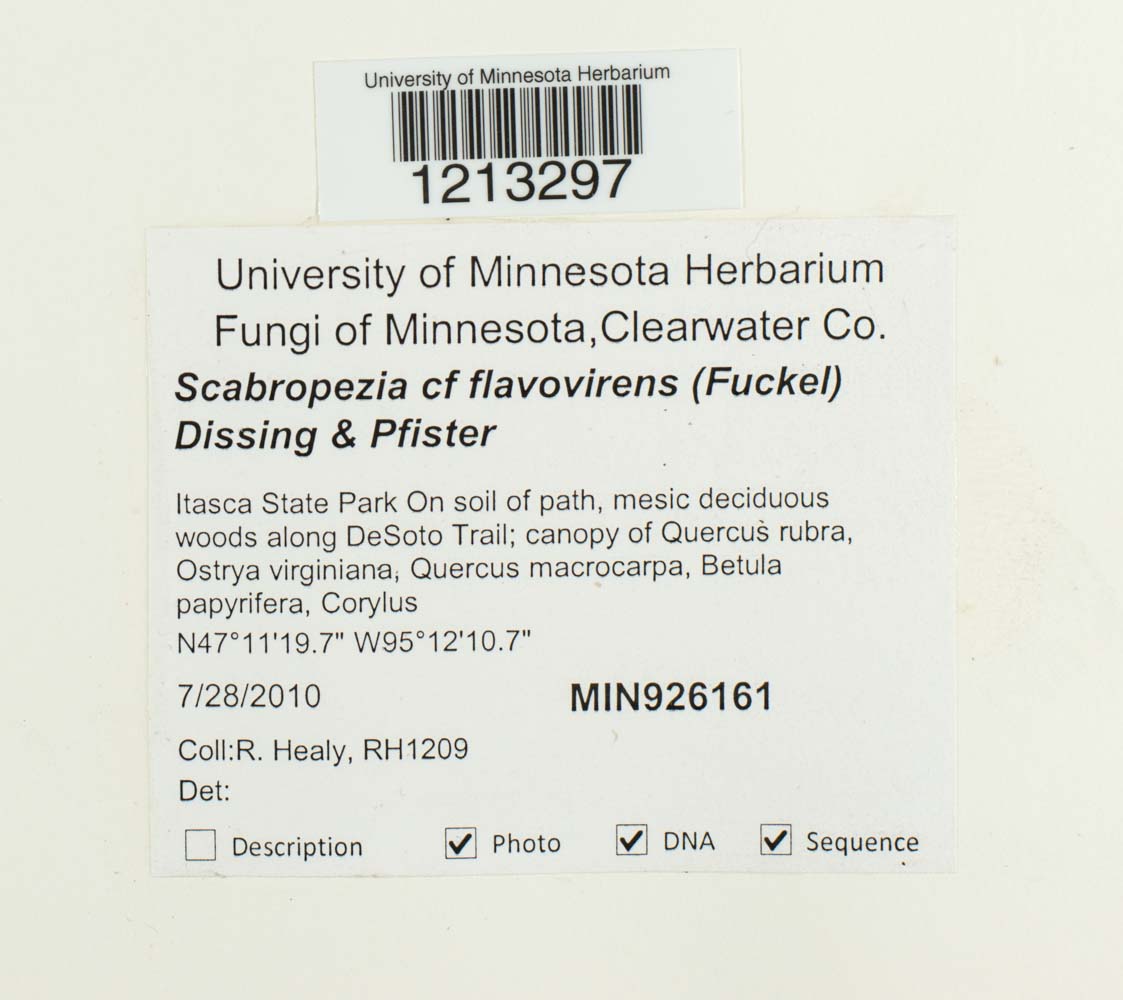 University of Minnesota Herbarium
1213297
University of Minnesota Herbarium
Fungi of Minnesota,Clearwater Co.
Scabropezia cf flavovirens (Fuckel)
Dissing & Pfister
Itasca State Park On soil of path, mesic deciduous
woods along DeSoto Trail; canopy of Quercus rubra,
Ostrya virginiana, Quercus macrocarpa, Betula
papyrifera, Corylus
N47°11'19.7" W95°12'10.7"
7/28/2010 MIN926161
Coll:R. Healy, RH1209
Det:
Description Photo DNA Sequence